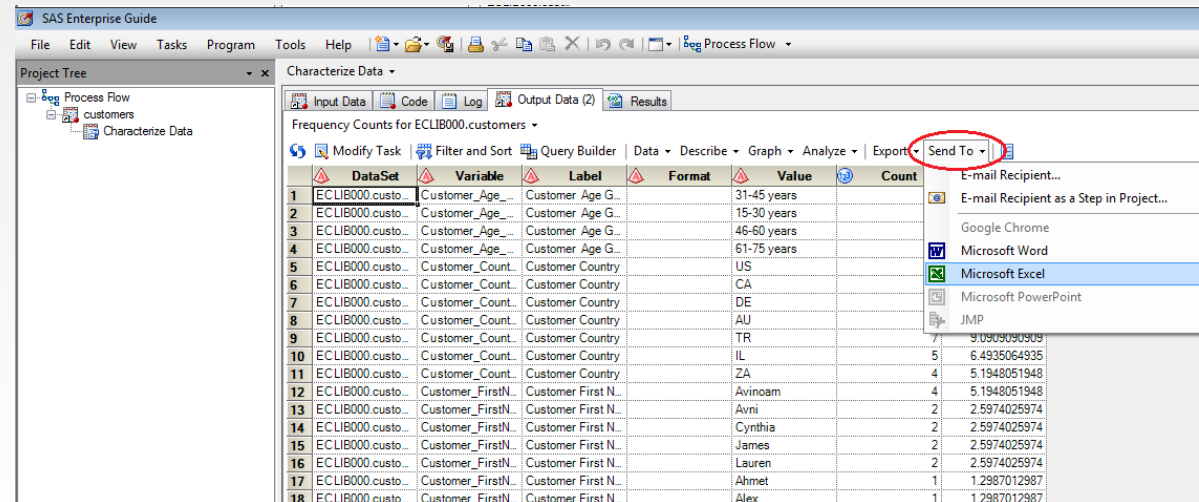 SAS Enterprise Guide
File Edit View Tasks Program Tools Help Process Flow
Project Tree
Process Flow
customers
Characterize Data
Characterize Data
Input Data Code Log Output Data (2) Results
Frequency Counts for ECLIB000.customers
Modify Task Filter and Sort Query Builder Data Describe Graph Analyze Export Send To
DataSet Variable Label Format Value Count
1 ECLIB000.custo... Customer_Age_... Customer Age G... 31-45 years
2 ECLIB000.custo... Customer_Age_... Customer Age G... 15-30 years
3 ECLIB000.custo... Customer_Age_... Customer Age G... 46-60 years
4 ECLIB000.custo... Customer_Age_... Customer Age G... 61-75 years
5 ECLIB000.custo... Customer_Count... Customer Country US
6 ECLIB000.custo... Customer_Count... Customer Country CA
7 ECLIB000.custo... Customer_Count... Customer Country DE
8 ECLIB000.custo... Customer_Count... Customer Country AU
9 ECLIB000.custo... Customer_Count... Customer Country TR 7 9.0909090909
10 ECLIB000.custo... Customer_Count... Customer Country IL 5 6.4935064935
11 ECLIB000.custo... Customer_Count... Customer Country ZA 4 5.1948051948
12 ECLIB000.custo... Customer_FirstN... Customer First N... Avinoam 4 5.1948051948
13 ECLIB000.custo... Customer_FirstN... Customer First N... Avni 2 2.5974025974
14 ECLIB000.custo... Customer_FirstN... Customer First N... Cynthia 2 2.5974025974
15 ECLIB000.custo... Customer_FirstN... Customer First N... James 2 2.5974025974
16 ECLIB000.custo... Customer_FirstN... Customer First N... Lauren 2 2.5974025974
17 ECLIB000.custo... Customer_FirstN... Customer First N... Ahmet 1 1.2987012987
18 ECLIB000.custo... Customer_FirstN... Customer First N... Alex 1 1.2987012987
E-mail Recipient...
E-mail Recipient as a Step in Project...
Google Chrome
Microsoft Word
Microsoft Excel
Microsoft PowerPoint
JMP